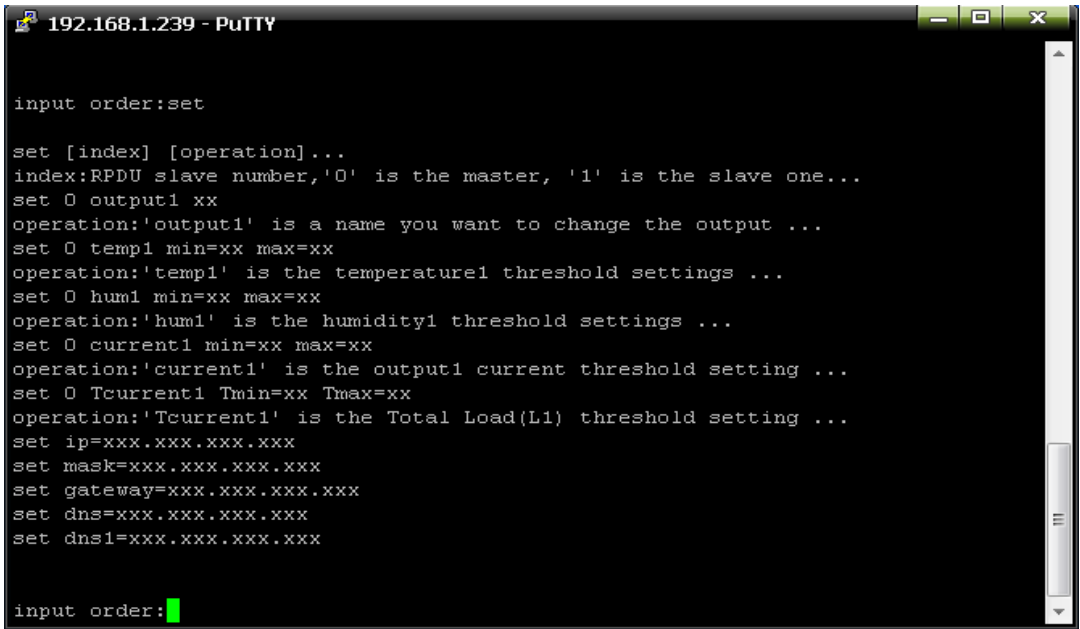 192.168.1.239 - PuTTY
input order:set
set [index] [operation]...
index:RPDU slave number,'0' is the master, '1' is the slave one...
set 0 output1 xx
operation:'output1' is a name you want to change the output ...
set 0 temp1 min=xx max=xx
operation:'temp1' is the temperature1 threshold settings ...
set 0 hum1 min=xx max=xx
operation:'hum1' is the humidity1 threshold settings ...
set 0 current1 min=xx max=xx
operation:'current1' is the output1 current threshold setting ...
set 0 Tcurrent1 Tmin=xx Tmax=xx
operation:'Tcurrent1' is the Total Load(L1) threshold setting ...
set ip=xxx.xxx.xxx.xxx
set mask=xxx.xxx.xxx.xxx
set gateway=xxx.xxx.xxx.xxx
set dns=xxx.xxx.xxx.xxx
set dns1=xxx.xxx.xxx.xxx
input order: